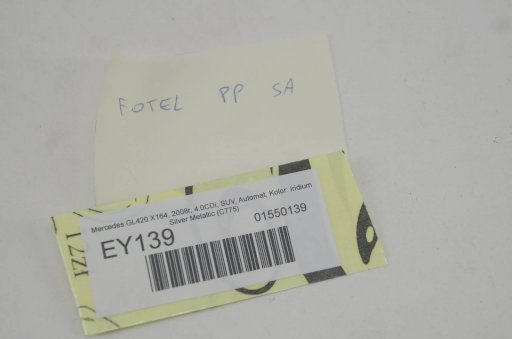 FOTEL PP SA
Mercedes GL420 X164, 2008r, 4.0CDi, SUV, Automat, Kolor: Iridium
Silver Metallic (C775)
EY139
01550139